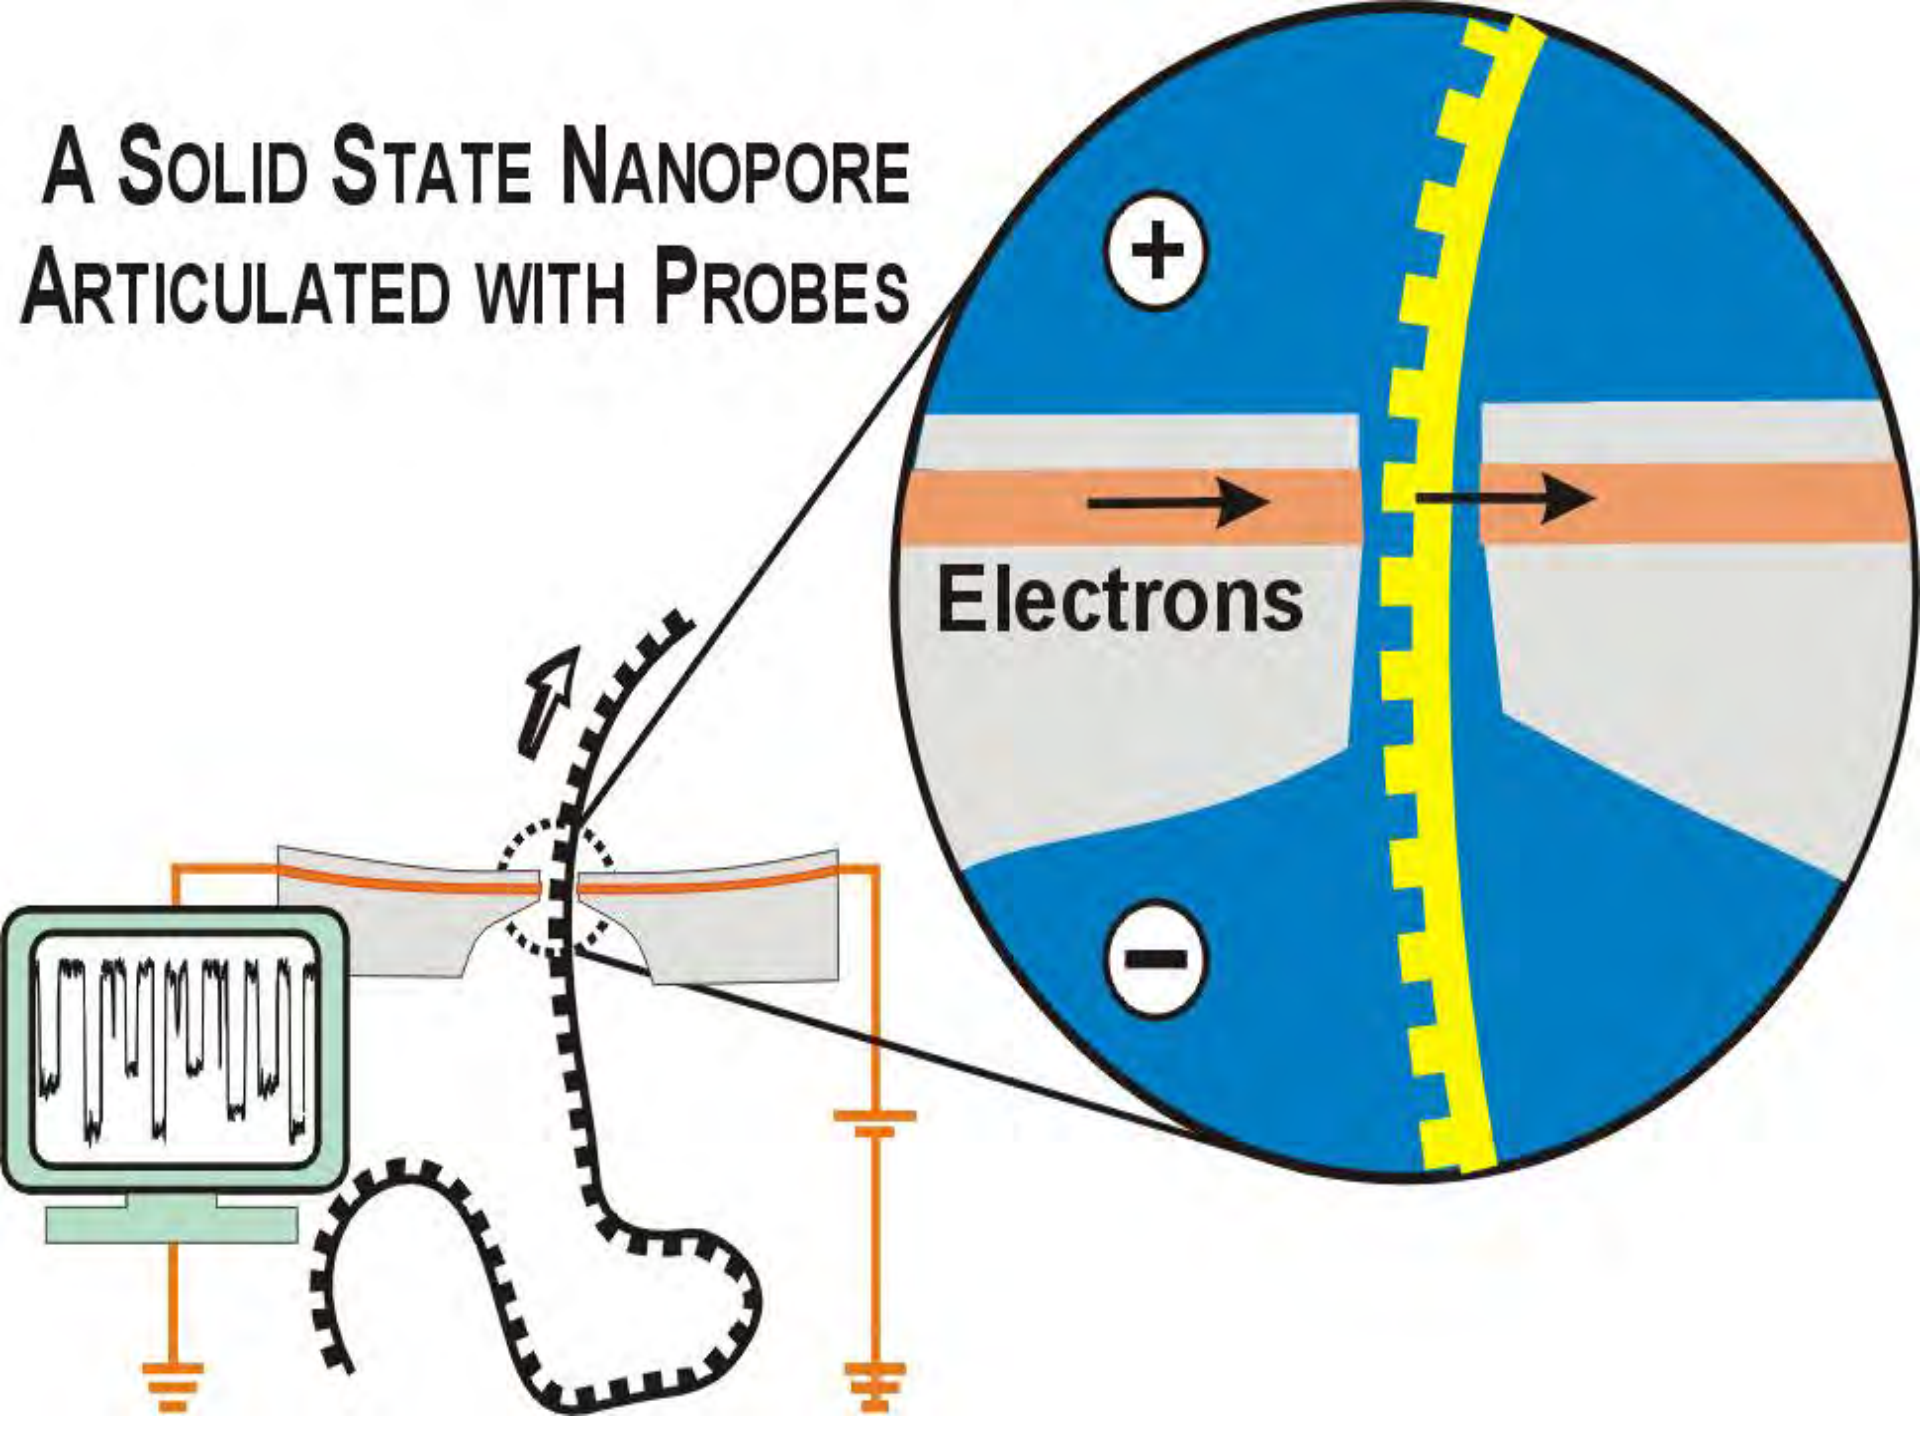 A SOLID STATE NANOPORE
ARTICULATED WITH PROBES
+
Electrons
−